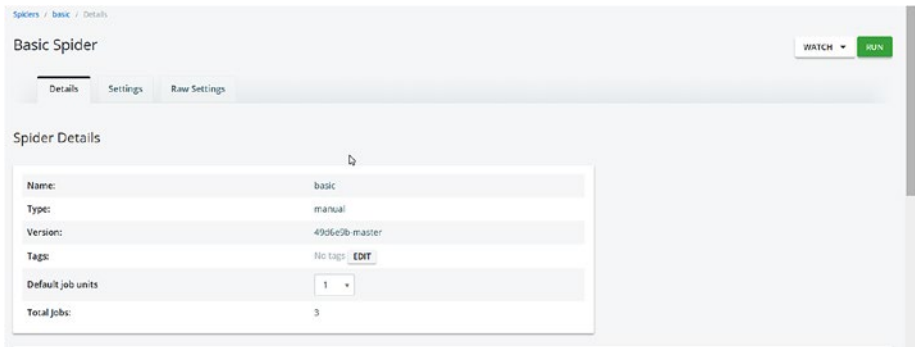 Spiders / basic / Details
Basic Spider
WATCH RUN
Details Settings Raw Settings
Spider Details
Name: basic
Type: manual
Version: 49d6e9b-master
Tags: No tags EDIT
Default job units 1
Total Jobs: 3